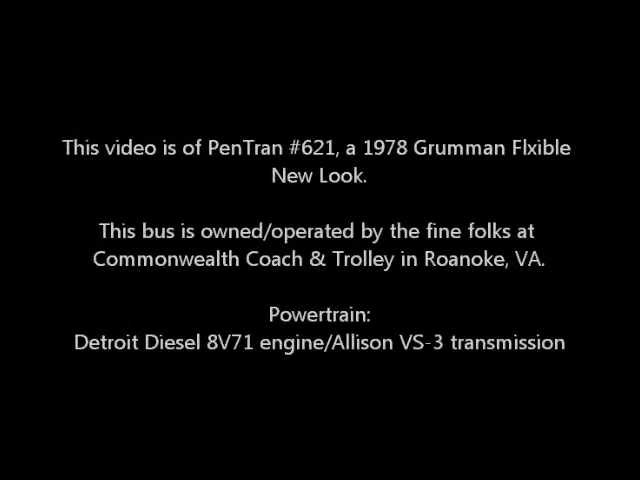 This video is of PenTran #621, a 1978 Grumman Flxible
New Look.
This bus is owned/operated by the fine folks at
Commonwealth Coach & Trolley in Roanoke, VA.
Powertrain:
Detroit Diesel 8V71 engine/Allison VS-3 transmission